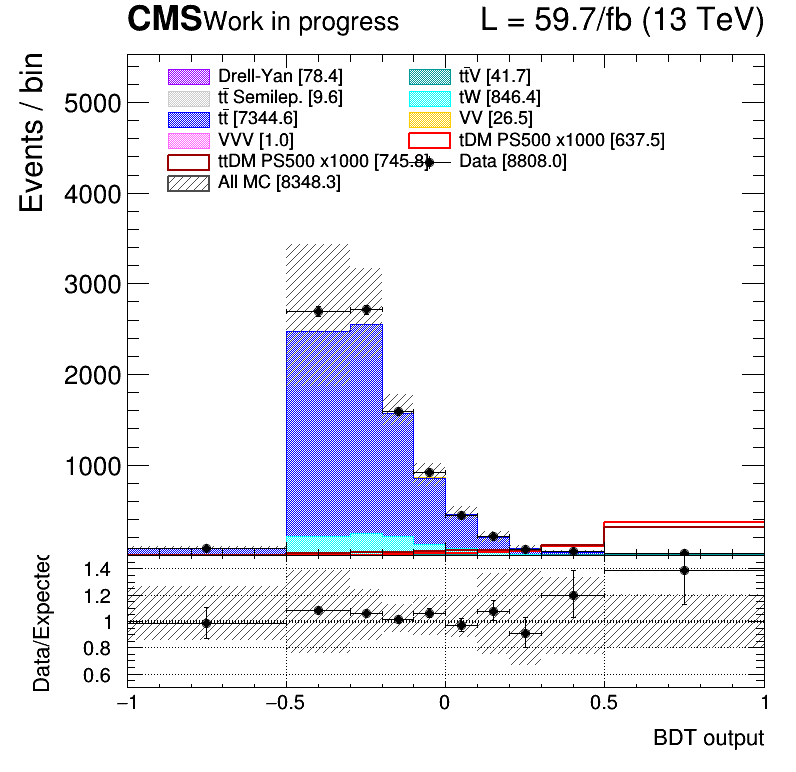 CMS Work in progress L = 59.7/fb (13 TeV)
Events / bin
Drell-Yan [78.4] tt̄V [41.7]
tt̄ Semilep. [9.6] tW [846.4]
tt̄ [7344.6] VV [26.5]
VVV [1.0] tDM PS500 x1000 [637.5]
ttDM PS500 x1000 [745.8] Data [8808.0]
All MC [8348.3]
5000
4000
3000
2000
1000
Data/Expected
1.4
1.2
1
0.8
0.6
−1 −0.5 0 0.5 1
BDT output